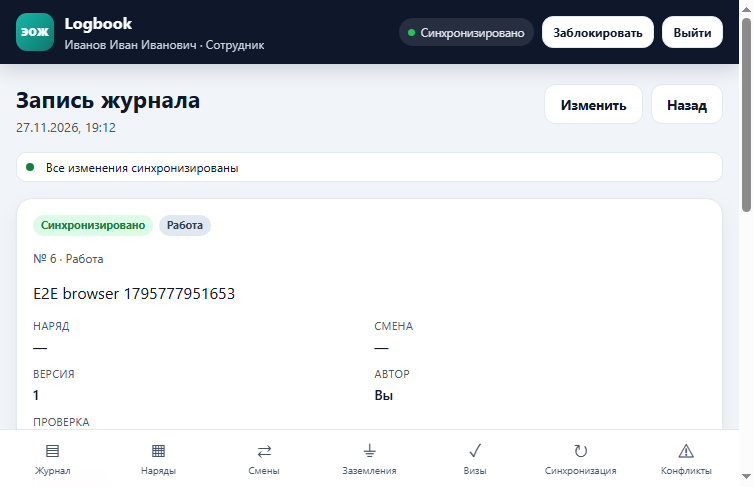 эож
Logbook
Иванов Иван Иванович · Сотрудник
Синхронизировано
Заблокировать
Выйти
Запись журнала
27.11.2026, 19:12
Изменить
Назад
Все изменения синхронизированы
Синхронизировано
Работа
№ 6 · Работа
E2E browser 1795777951653
НАРЯД
СМЕНА
—
—
ВЕРСИЯ
АВТОР
1
Вы
ПРОВЕРКА
Журнал
Наряды
Смены
Заземления
Визы
Синхронизация
Конфликты